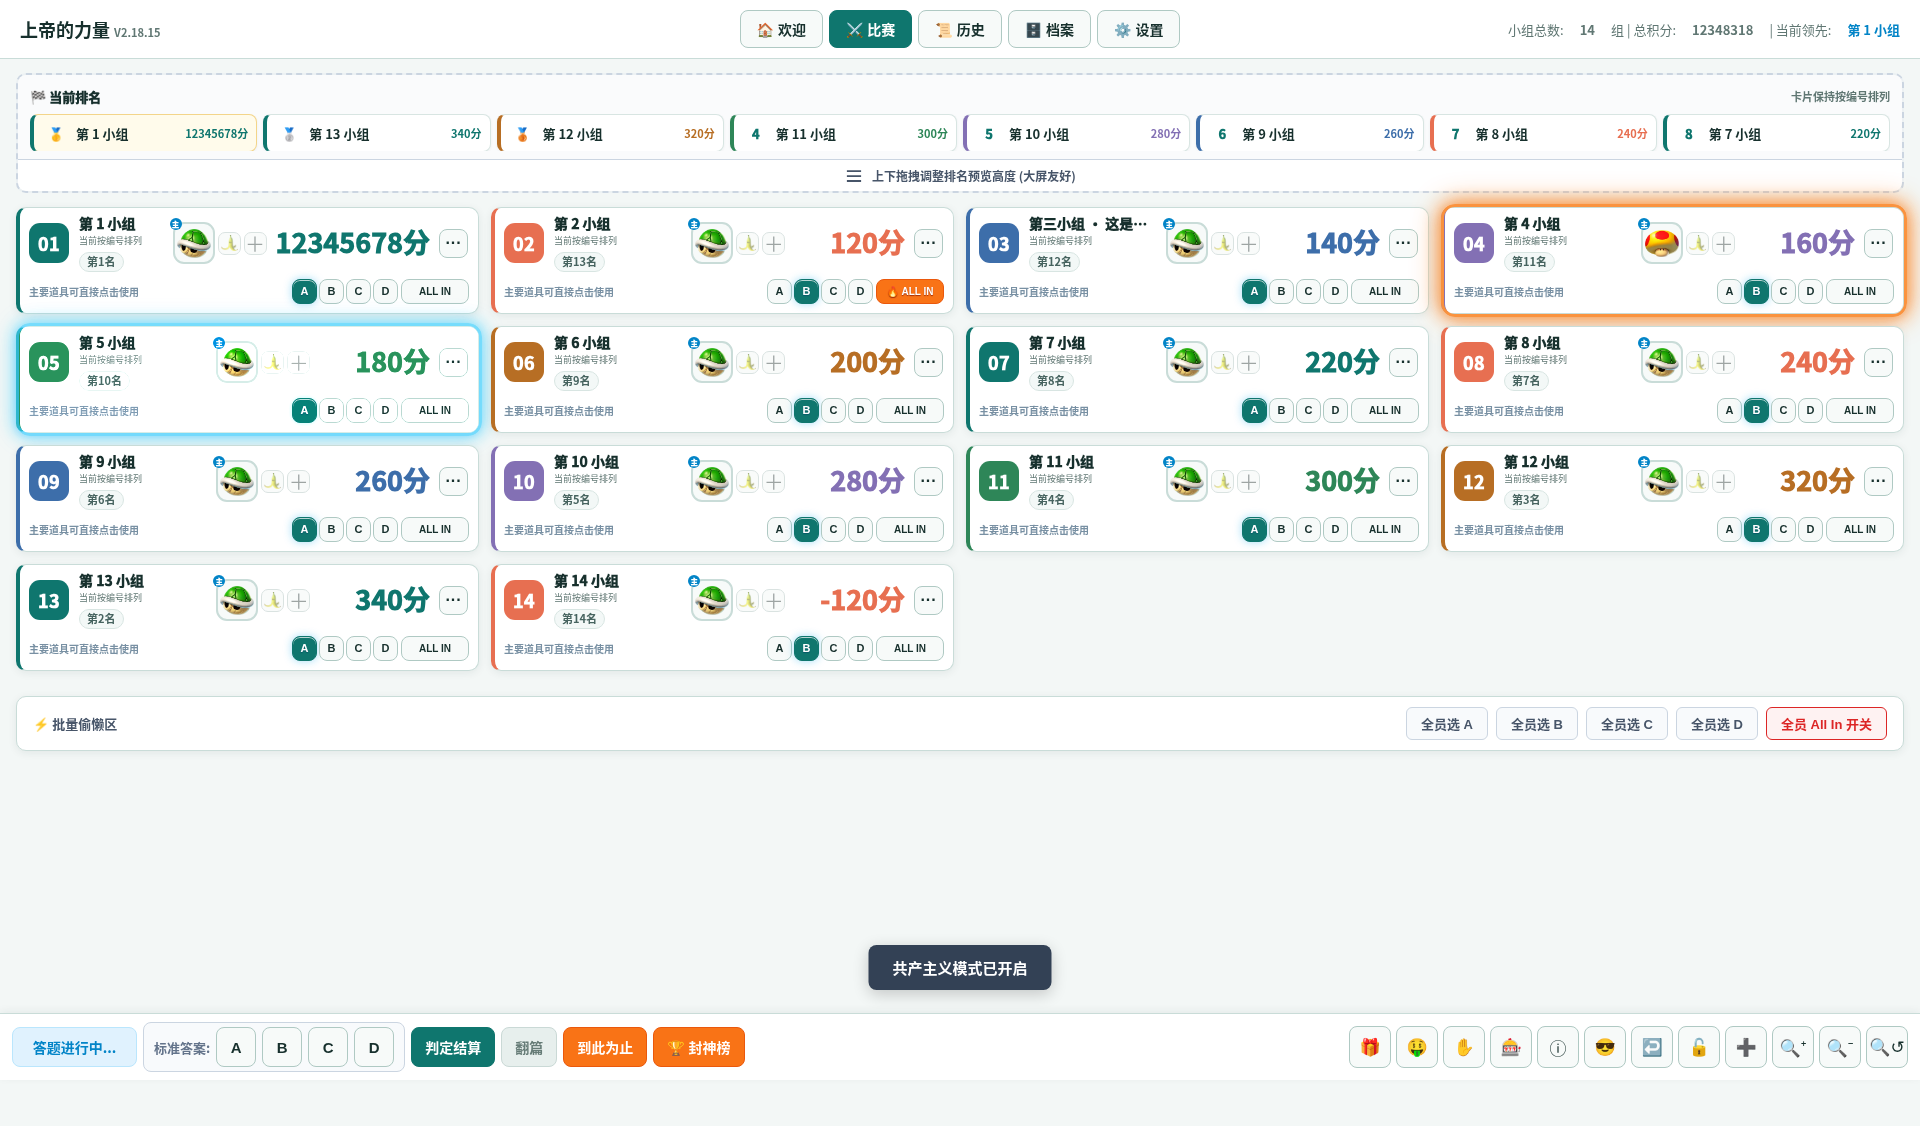 上帝的力量 V2.18.15
🏠 欢迎 ⚔️ 比赛 📜 历史 🗄️ 档案 ⚙️ 设置
小组总数: 14 组 | 总积分: 12348318 | 当前领先: 第 1 小组
🏁 当前排名 卡片保持按编号排列
🥇 第 1 小组 12345678分
🥈 第 13 小组 340分
🥉 第 12 小组 320分
4 第 11 小组 300分
5 第 10 小组 280分
6 第 9 小组 260分
7 第 8 小组 240分
8 第 7 小组 220分
上下拖拽调整排名预览高度 (大屏友好)
01 第 1 小组
当前按编号排列
第1名
主 12345678分 ···
主要道具可直接点击使用 A B C D ALL IN
02 第 2 小组
当前按编号排列
第13名
主 120分 ···
主要道具可直接点击使用 A B C D 🔥 ALL IN
03 第三小组 · 这是···
当前按编号排列
第12名
主 140分 ···
主要道具可直接点击使用 A B C D ALL IN
04 第 4 小组
当前按编号排列
第11名
主 160分 ···
主要道具可直接点击使用 A B C D ALL IN
05 第 5 小组
当前按编号排列
第10名
主 180分 ···
主要道具可直接点击使用 A B C D ALL IN
06 第 6 小组
当前按编号排列
第9名
主 200分 ···
主要道具可直接点击使用 A B C D ALL IN
07 第 7 小组
当前按编号排列
第8名
主 220分 ···
主要道具可直接点击使用 A B C D ALL IN
08 第 8 小组
当前按编号排列
第7名
主 240分 ···
主要道具可直接点击使用 A B C D ALL IN
09 第 9 小组
当前按编号排列
第6名
主 260分 ···
主要道具可直接点击使用 A B C D ALL IN
10 第 10 小组
当前按编号排列
第5名
主 280分 ···
主要道具可直接点击使用 A B C D ALL IN
11 第 11 小组
当前按编号排列
第4名
主 300分 ···
主要道具可直接点击使用 A B C D ALL IN
12 第 12 小组
当前按编号排列
第3名
主 320分 ···
主要道具可直接点击使用 A B C D ALL IN
13 第 13 小组
当前按编号排列
第2名
主 340分 ···
主要道具可直接点击使用 A B C D ALL IN
14 第 14 小组
当前按编号排列
第14名
主 -120分 ···
主要道具可直接点击使用 A B C D ALL IN
⚡ 批量偷懒区 全员选 A 全员选 B 全员选 C 全员选 D 全员 All In 开关
共产主义模式已开启
答题进行中... 标准答案: A B C D 判定结算 翻篇 到此为止 🏆 封神榜